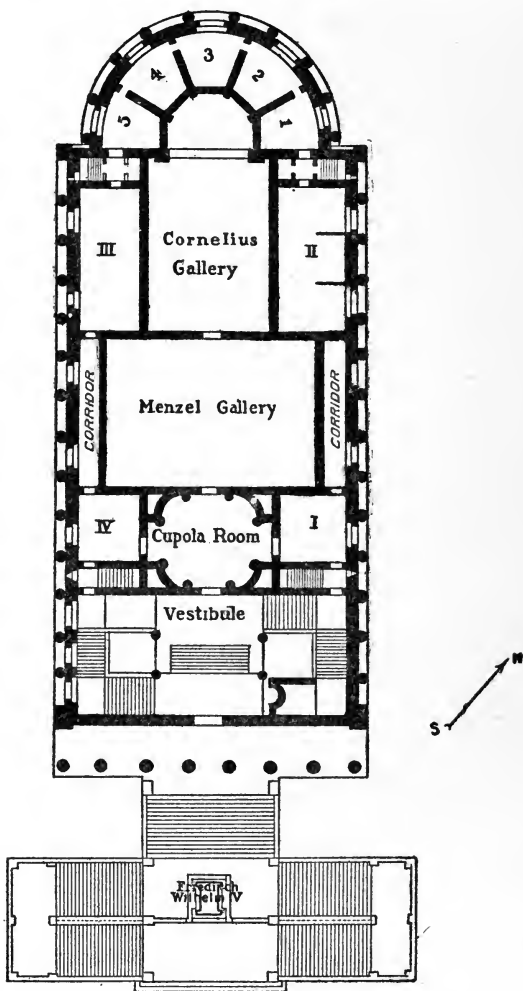 3
4
2
5
1
III
Cornelius
Gallery
II
CORRIDOR
Menzel Gallery
CORRIDOR
IV
Cupola Room
I
Vestibule
N
S
Friedrich
Wilhelm IV